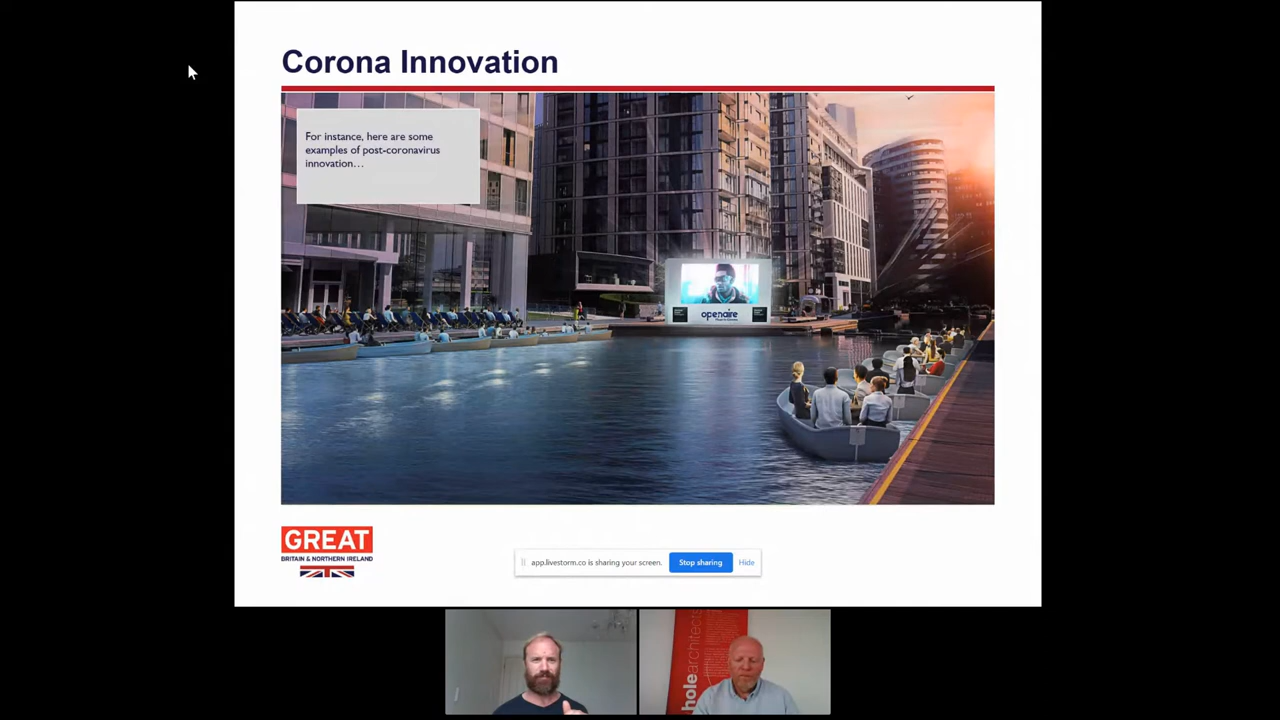 Corona Innovation
For instance, here are some
examples of post-coronavirus
innovation…
openaire
GREAT
BRITAIN & NORTHERN IRELAND
app.livestorm.co is sharing your screen.
Stop sharing
Hide
holearchitects